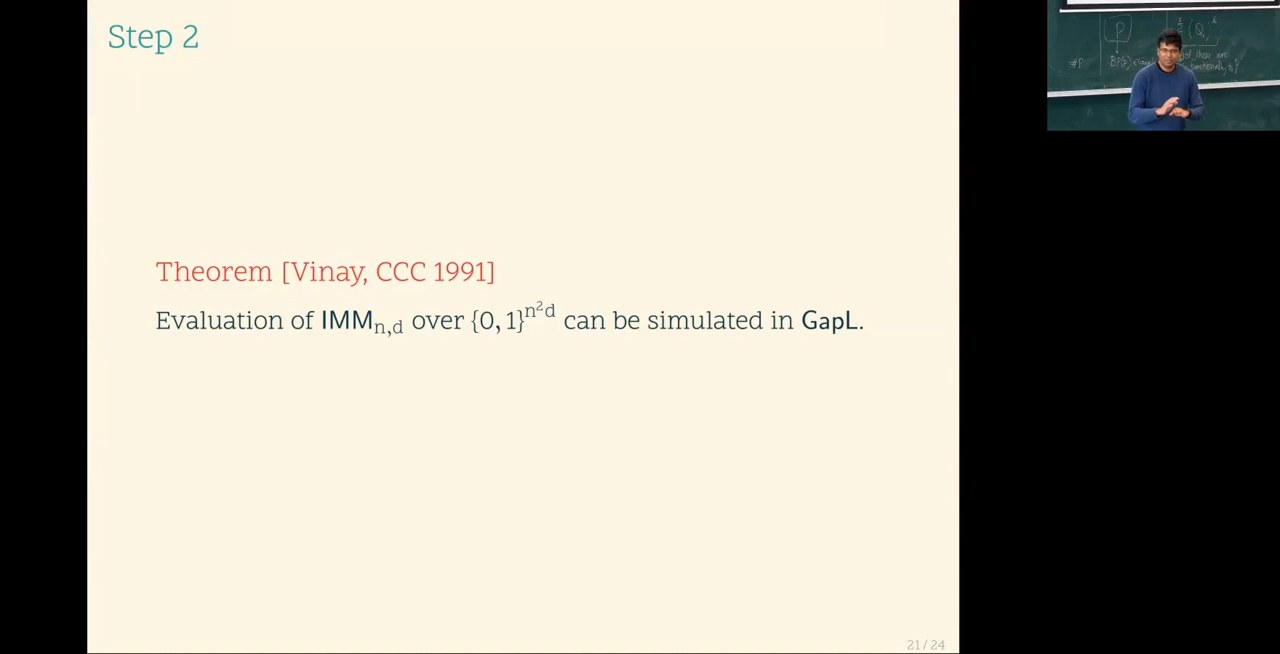 Step 2
Theorem [Vinay, CCC 1991]
Evaluation of IMM_{n,d} over {0, 1}^{n^2 d} can be simulated in GapL.
21/24
#P
P